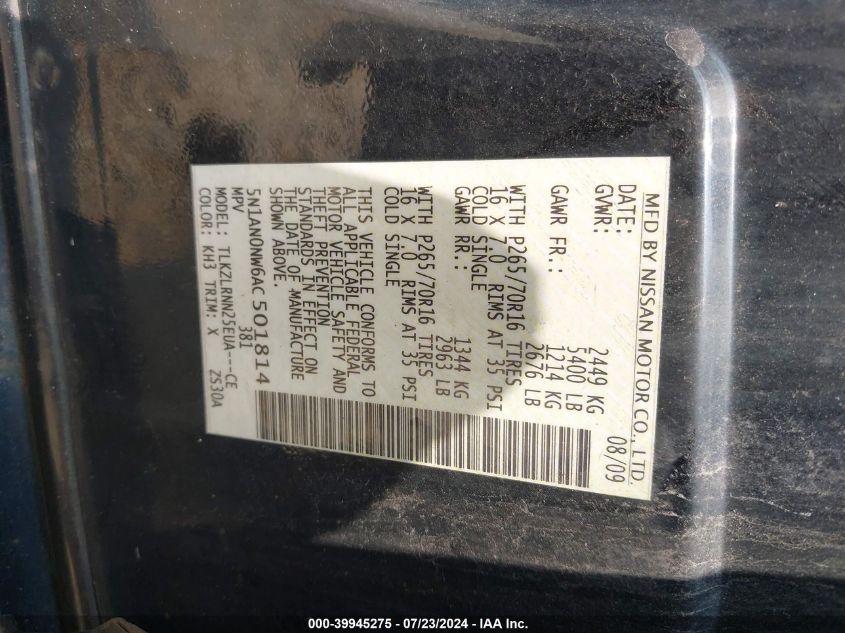 MFD BY NISSAN MOTOR CO., LTD.
DATE: 08/09
GVWR: 2449 KG
5400 LB
GAWR FR.: 1214 KG
2676 LB
WITH P265/70R16 TIRES
16 X 7.0 RIMS AT 35 PSI
COLD SINGLE
GAWR RR.: 1344 KG
2963 LB
WITH P265/70R16 TIRES
16 X 7.0 RIMS AT 35 PSI
COLD SINGLE
THIS VEHICLE CONFORMS TO
ALL APPLICABLE FEDERAL
MOTOR VEHICLE SAFETY AND
THEFT PREVENTION
STANDARDS IN EFFECT ON
THE DATE OF MANUFACTURE
SHOWN ABOVE.
5N1AN0NW6AC501814
MPV 381
MODEL: TLKZLRNN25EUA---CE
COLOR: KH3 TRIM: X ZS30A
000-39945275 - 07/23/2024 - IAA Inc.